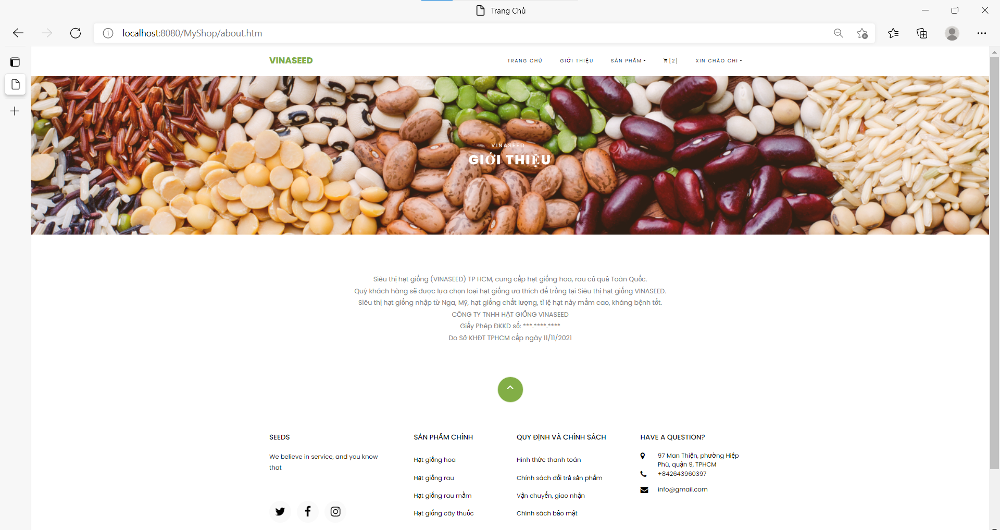 Trang Chủ
localhost:8080/MyShop/about.htm
VINASEED
TRANG CHỦ
GIỚI THIỆU
SẢN PHẨM
[2]
XIN CHÀO CHI
VINASEED
GIỚI THIỆU
Siêu thị hạt giống (VINASEED) TP HCM, cung cấp hạt giống hoa, rau củ quả Toàn Quốc.
Quý khách hàng sẽ được lựa chọn loại hạt giống ưa thích để trồng tại Siêu thị hạt giống VINASEED.
Siêu thị hạt giống nhập từ Nga, Mỹ, hạt giống chất lượng, tỉ lệ hạt nảy mầm cao, kháng bệnh tốt.
CÔNG TY TNHH HẠT GIỐNG VINASEED
Giấy Phép ĐKKD số: ***.****.****
Do Sở KHĐT TPHCM cấp ngày 11/11/2021
SEEDS
We believe in service, and you know
that
SẢN PHẨM CHÍNH
Hạt giống hoa
Hạt giống rau
Hạt giống rau mầm
Hạt giống cây thuốc
QUY ĐỊNH VÀ CHÍNH SÁCH
Hình thức thanh toán
Chính sách đổi trả sản phẩm
Vận chuyển, giao nhận
Chính sách bảo mật
HAVE A QUESTION?
97 Man Thiện, phường Hiệp
Phú, quận 9, TPHCM
+842643960397
info@gmail.com